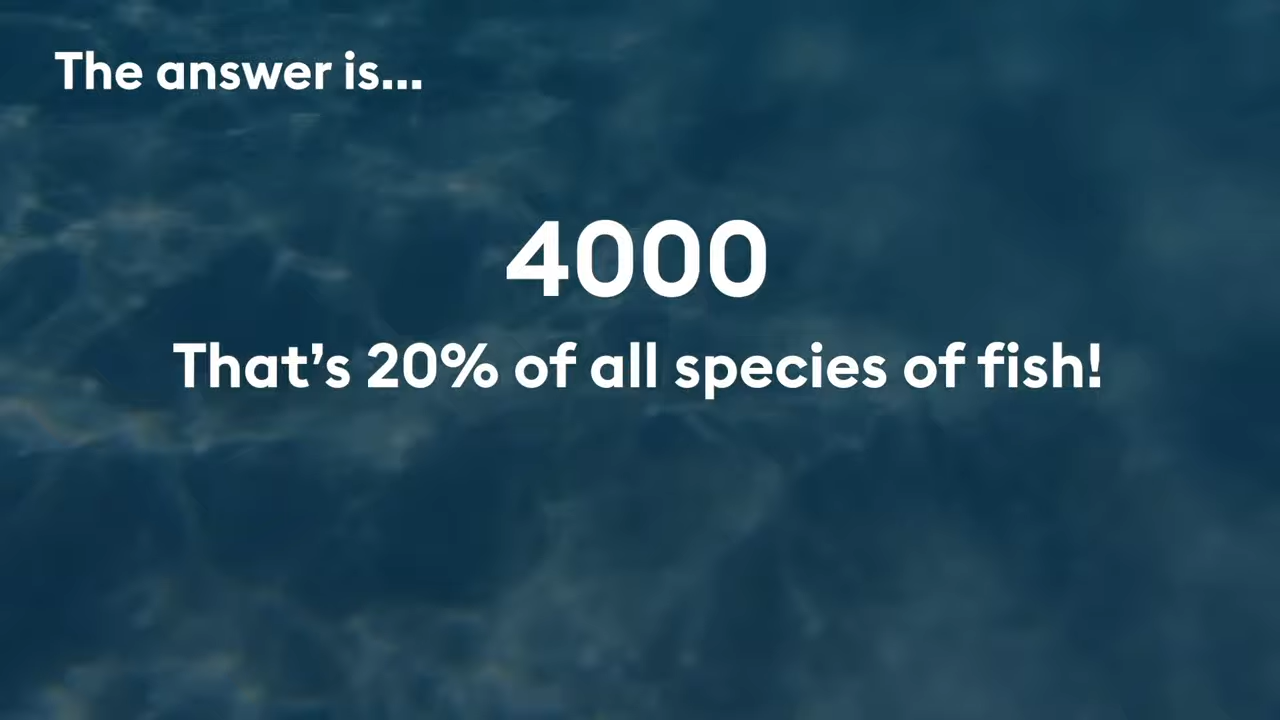 The answer is...
4000
That’s 20% of all species of fish!